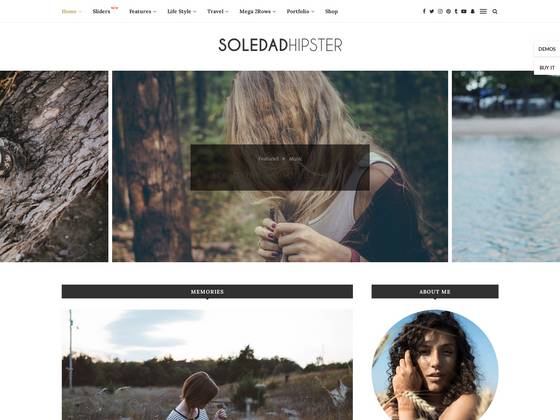 Home Sliders NEW Features Life Style Travel Mega 2Rows Portfolio Shop
SOLEDADHIPSTER
DEMOS
BUY IT
Featured Music
MEMORIES
ABOUT ME